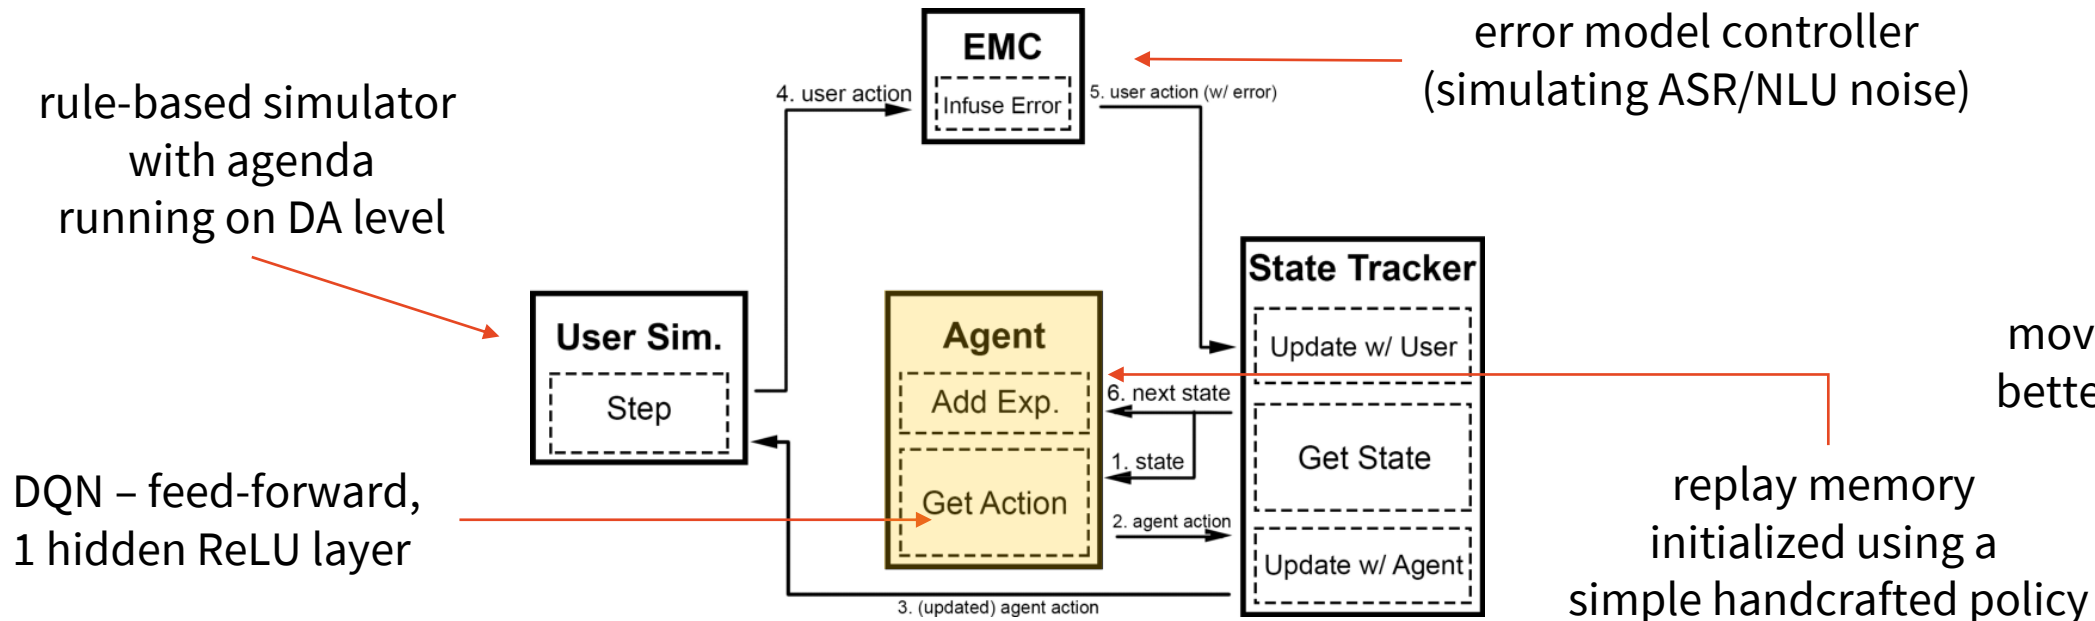 rule-based simulator
with agenda
running on DA level
EMC
Infuse Error
error model controller
(simulating ASR/NLU noise)
4. user action
5. user action (w/ error)
User Sim.
Step
Agent
Add Exp.
Get Action
State Tracker
Update w/ User
Get State
Update w/ Agent
6. next state
1. state
2. agent action
3. (updated) agent action
DQN – feed-forward,
1 hidden ReLU layer
replay memory
initialized using a
simple handcrafted policy
mov
bette